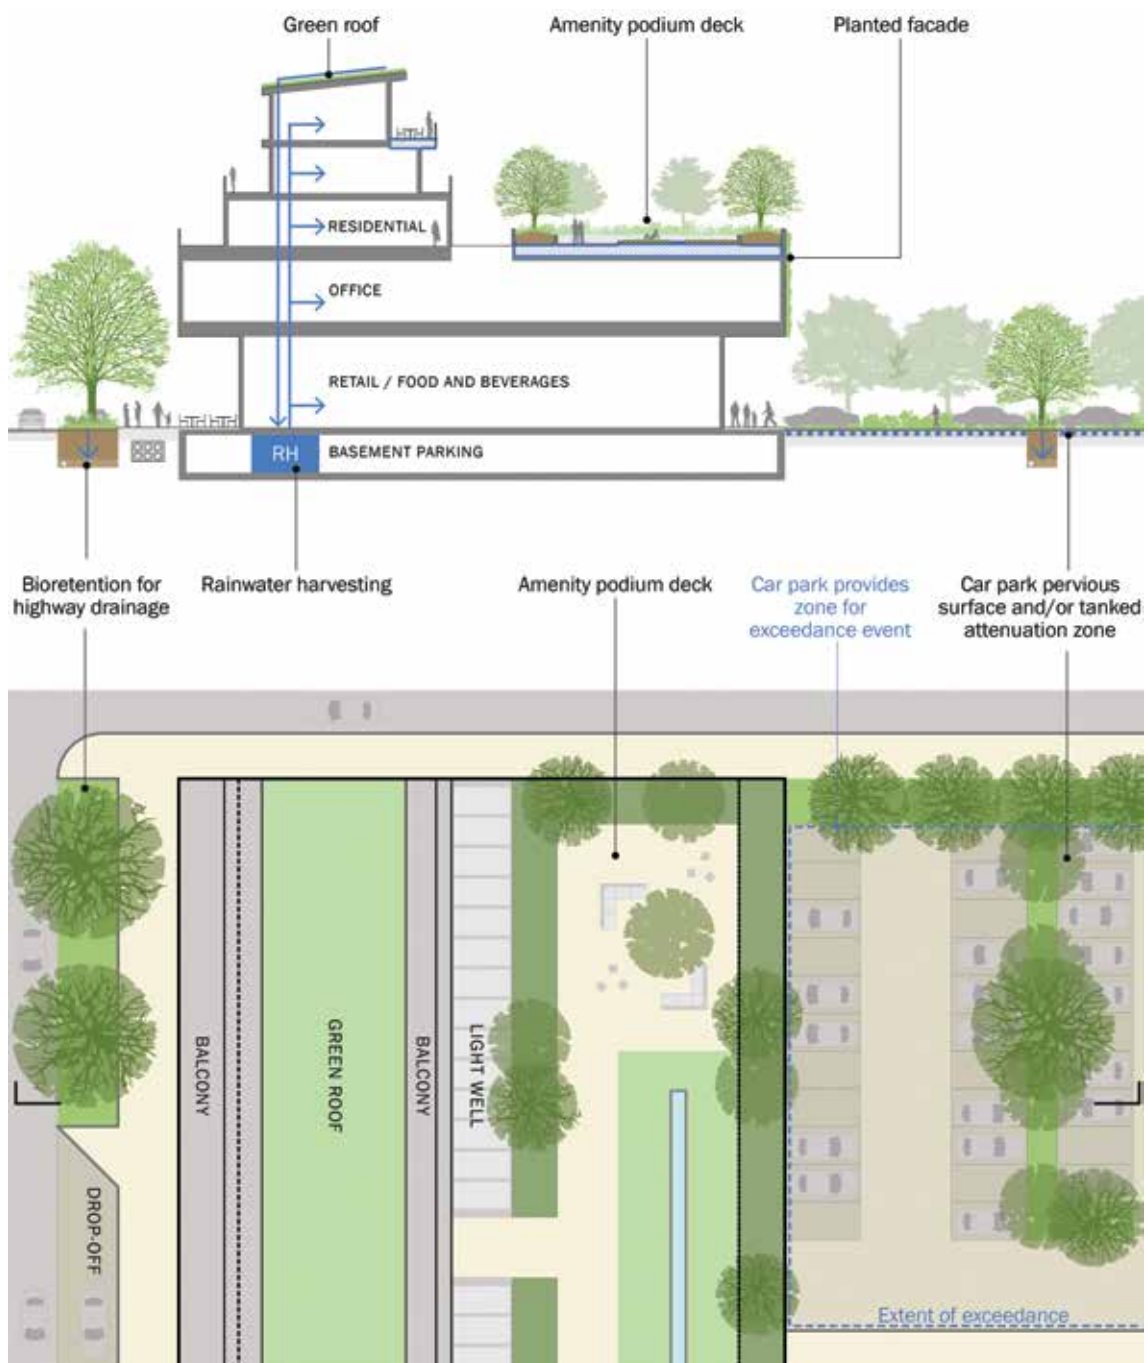 Green roof
Amenity podium deck
Planted facade
RESIDENTIAL
OFFICE
RETAIL / FOOD AND BEVERAGES
RH
BASEMENT PARKING
Bioretention for
highway drainage
Rainwater harvesting
Amenity podium deck
Car park provides
zone for
exceedance event
Car park pervious
surface and/or tanked
attenuation zone
BALCONY
GREEN ROOF
BALCONY
LIGHT WELL
DROP-OFF
Extent of exceedance